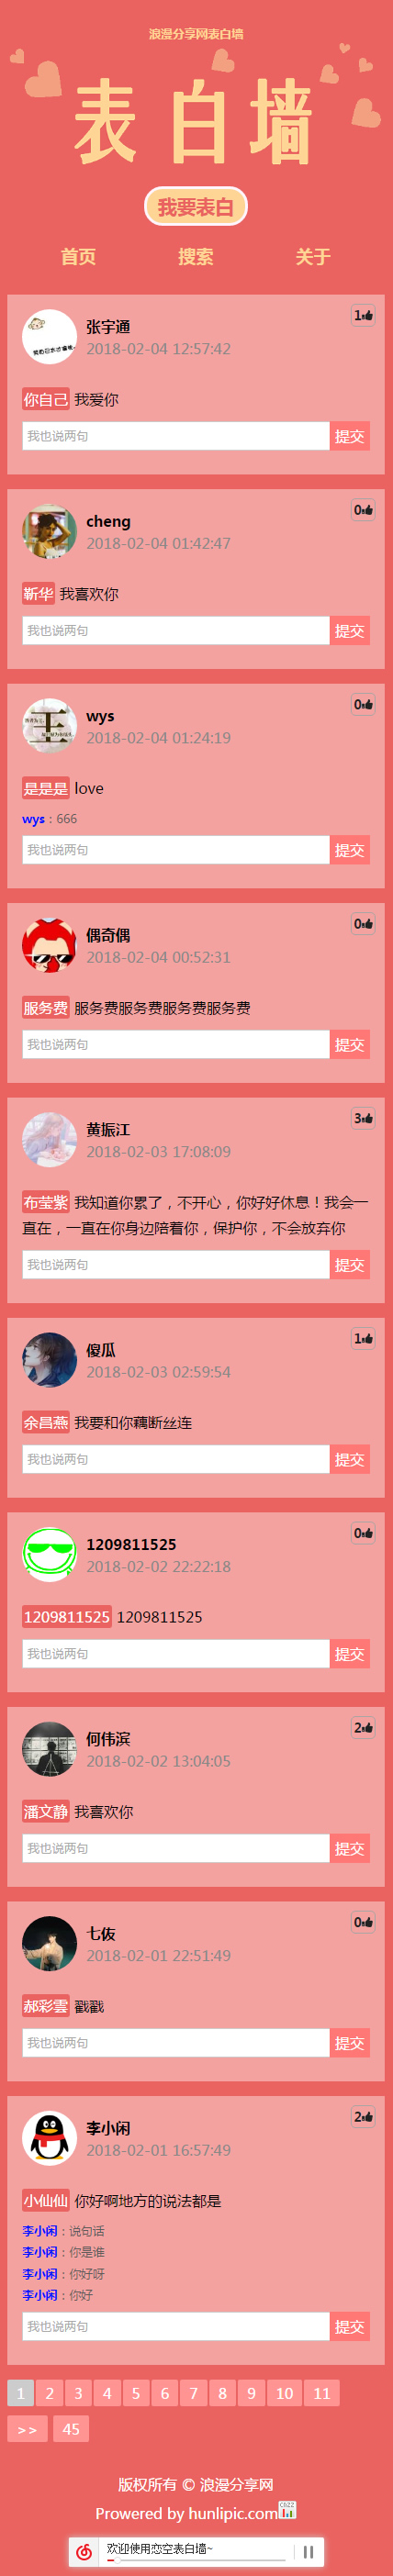 浪漫分享网表白墙
表白墙
我要表白
首页 搜索 关于
张宇通
1
2018-02-04 12:57:42
你自己 我爱你
我也说两句 提交
cheng
0
2018-02-04 01:42:47
靳华 我喜欢你
我也说两句 提交
wys
0
2018-02-04 01:24:19
是是是 love
wys：666
我也说两句 提交
偶奇偶
0
2018-02-04 00:52:31
服务费 服务费服务费服务费服务费
我也说两句 提交
黄振江
3
2018-02-03 17:08:09
布莹紫 我知道你累了，不开心，你好好休息！我会一
直在，一直在你身边陪着你，保护你，不会放弃你
我也说两句 提交
傻瓜
1
2018-02-03 02:59:54
余昌燕 我要和你藕断丝连
我也说两句 提交
1209811525
0
2018-02-02 22:22:18
1209811525 1209811525
我也说两句 提交
何伟滨
2
2018-02-02 13:04:05
潘文静 我喜欢你
我也说两句 提交
七侒
0
2018-02-01 22:51:49
郝彩雲 戳戳
我也说两句 提交
李小闲
2
2018-02-01 16:57:49
小仙仙 你好啊地方的说法都是
李小闲：说句话
李小闲：你是谁
李小闲：你好呀
李小闲：你好
我也说两句 提交
1 2 3 4 5 6 7 8 9 10 11
>> 45
版权所有 © 浪漫分享网
Prowered by hunlipic.com
欢迎使用恋空表白墙~